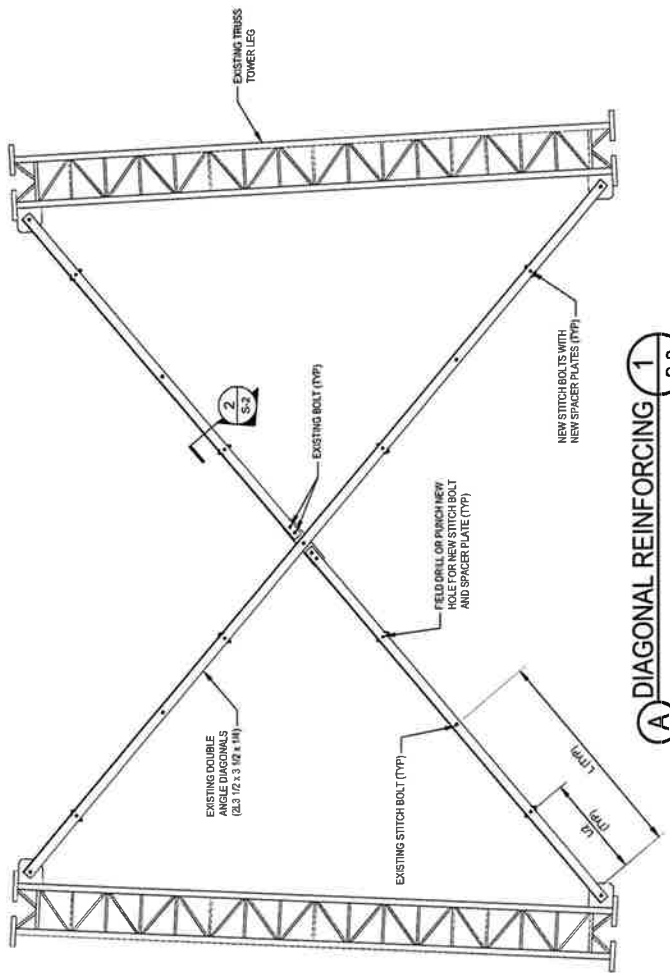 EXISTING TRUSS
TOWER LEG
2
S-2
EXISTING BOLT (TYP)
NEW STITCH BOLTS WITH
NEW SPACER PLATES (TYP)
FIELD DRILL OR PUNCH NEW
HOLE FOR NEW STITCH BOLT
AND SPACER PLATE (TYP)
EXISTING DOUBLE
ANGLE DIAGONALS
(2L3 1/2 x 3 1/2 x 1/4)
EXISTING STITCH BOLT (TYP)
L (TYP)
L/2
(TYP)
A DIAGONAL REINFORCING 1